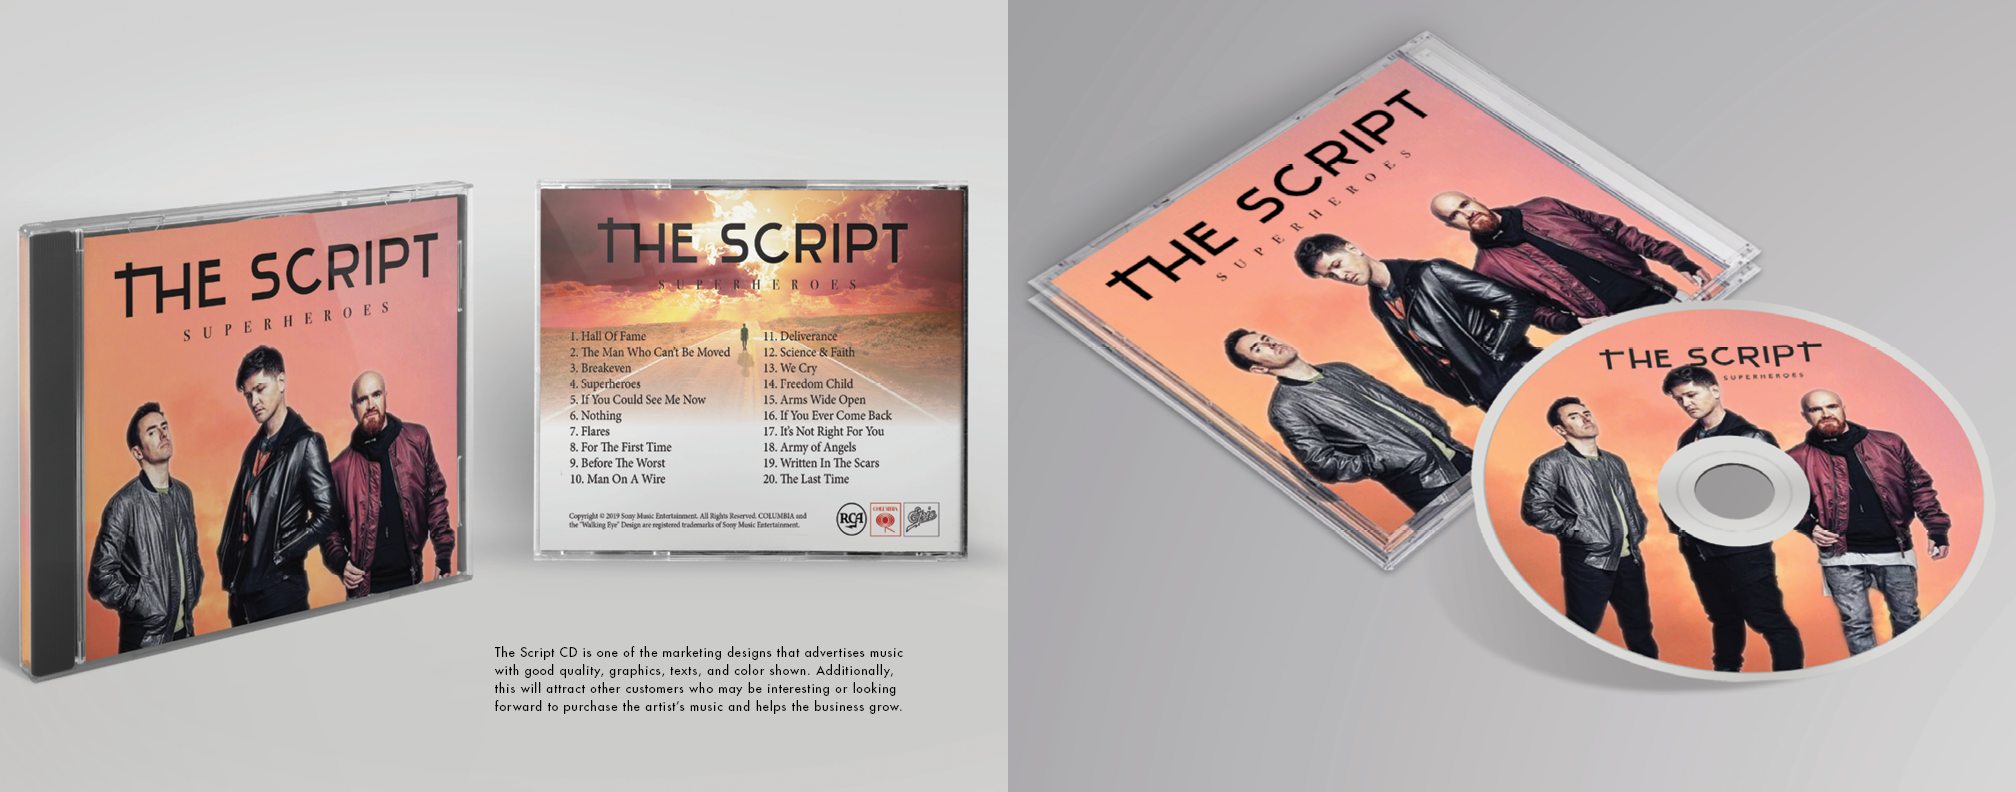 THE SCRIPT
SUPERHEROES
THE SCRIPT
SUPERHEROES
1. Hall Of Fame
2. The Man Who Can't Be Moved
3. Breakeven
4. Superheroes
5. If You Could See Me Now
6. Nothing
7. Flares
8. For The First Time
9. Before The Worst
10. Man On A Wire
11. Deliverance
12. Science & Faith
13. We Cry
14. Freedom Child
15. Arms Wide Open
16. If You Ever Come Back
17. It's Not Right For You
18. Army of Angels
19. Written In The Scars
20. The Last Time
Copyright © 2019 Sony Music Entertainment. All Rights Reserved. COLUMBIA and
the "Walking Eye" Design are registered trademarks of Sony Music Entertainment.
RCA
COLUMBIA
Epic
The Script CD is one of the marketing designs that advertises music
with good quality, graphics, texts, and color shown. Additionally,
this will attract other customers who may be interesting or looking
forward to purchase the artist's music and helps the business grow.
THE SCRIPT
SUPERHEROES
THE SCRIPT
SUPERHEROES